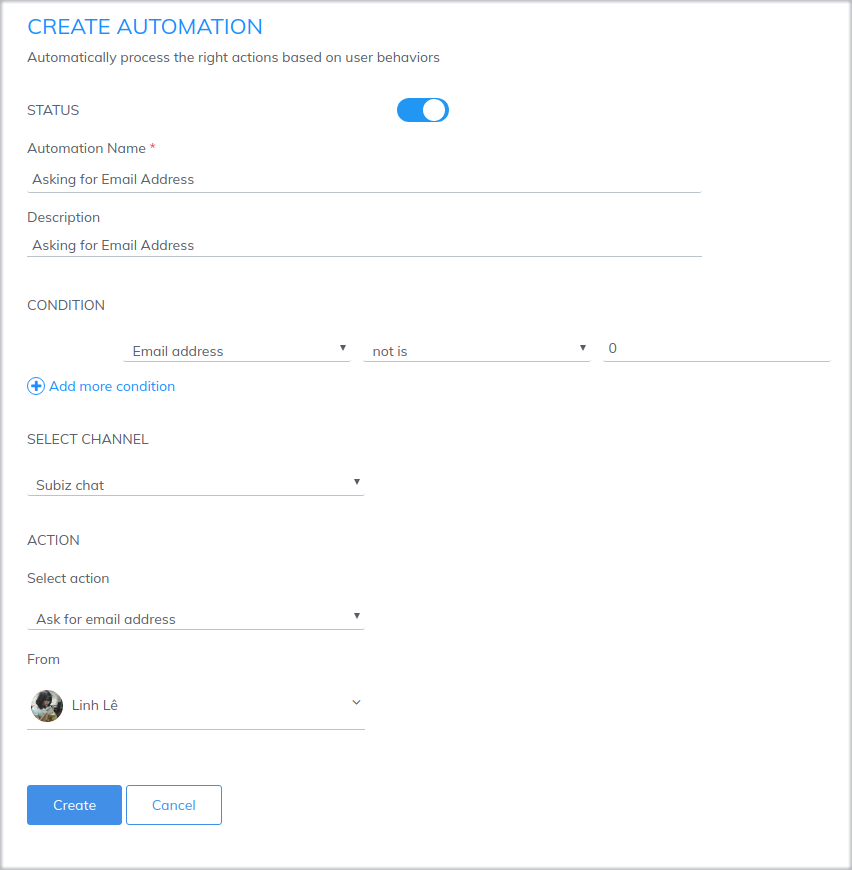 CREATE AUTOMATION
Automatically process the right actions based on user behaviors
STATUS
Automation Name *
Asking for Email Address
Description
Asking for Email Address
CONDITION
Email address not is 0
Add more condition
SELECT CHANNEL
Subiz chat
ACTION
Select action
Ask for email address
From
Linh Lê
Create Cancel